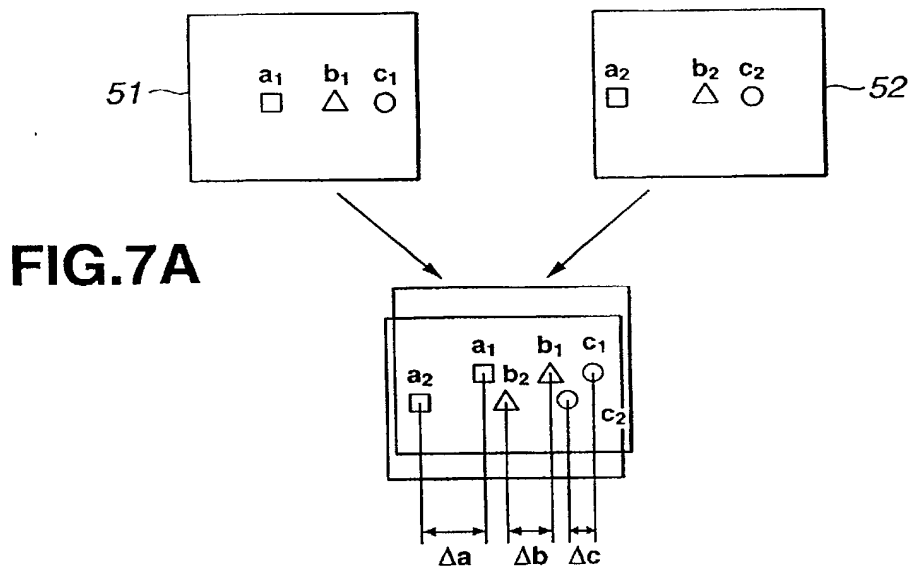 51
a₁ b₁ c₁
a₂ b₂ c₂
52
FIG.7A
a₁ b₁ c₁
a₂ b₂
c₂
Δa Δb Δc